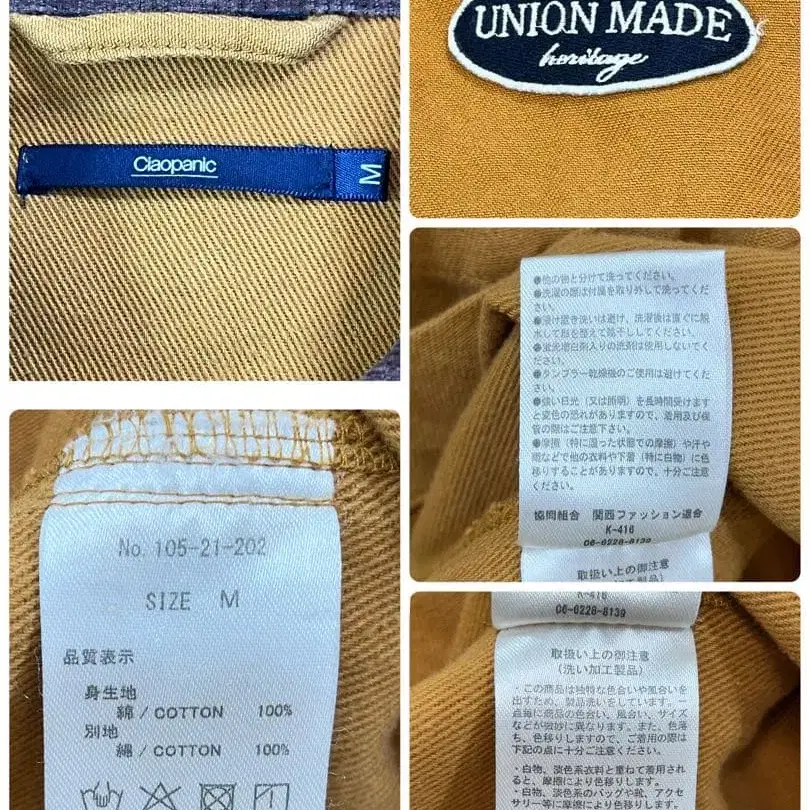 Ciaopanic
M
UNION MADE
heritage
●他の物と分けて洗ってください。
●洗濯の際は付属を取り外して洗ってくだ
さい。
●浸け置き洗いは避け、洗濯後は直ぐに脱
水して形を整えて陰干ししてください。
●蛍光増白剤入りの洗剤は使用しないでく
ださい。
●タンブラー乾燥機のご使用は避けてくだ
さい。
●強い日光(又は照明)を長時間受けます
と変色の恐れがありますので、着用及び保
管の際はご注意下さい。
●摩擦(特に湿った状態での摩擦)や汗や
雨などで他の衣料や下着(特に白物)に色
移りすることがありますので、十分ご注意
ください。
協同組合 関西ファッション連合
K-416
06-6228-8139
取扱い上の御注意
No. 105-21-202
SIZE M
品質表示
身生地
綿 / COTTON 100%
別地
綿 / COTTON 100%
K-416
06-6228-8139
取扱い上の御注意
(洗い加工製品)
・この商品は独特な色合いや風合いを
出すため、製品洗いをしています。一
点毎に商品の色合い、風合い、サイズ
などが微妙に異なります。また、色落
ち、色移りしますので、ご着用の際は
下記の点に十分ご注意ください。
・白物、淡色系衣料と重ねて着用され
ると、摩擦により色移りします。
・白物、淡色系のバッグや靴、アクセ
サリー等に摩擦により色移りします。